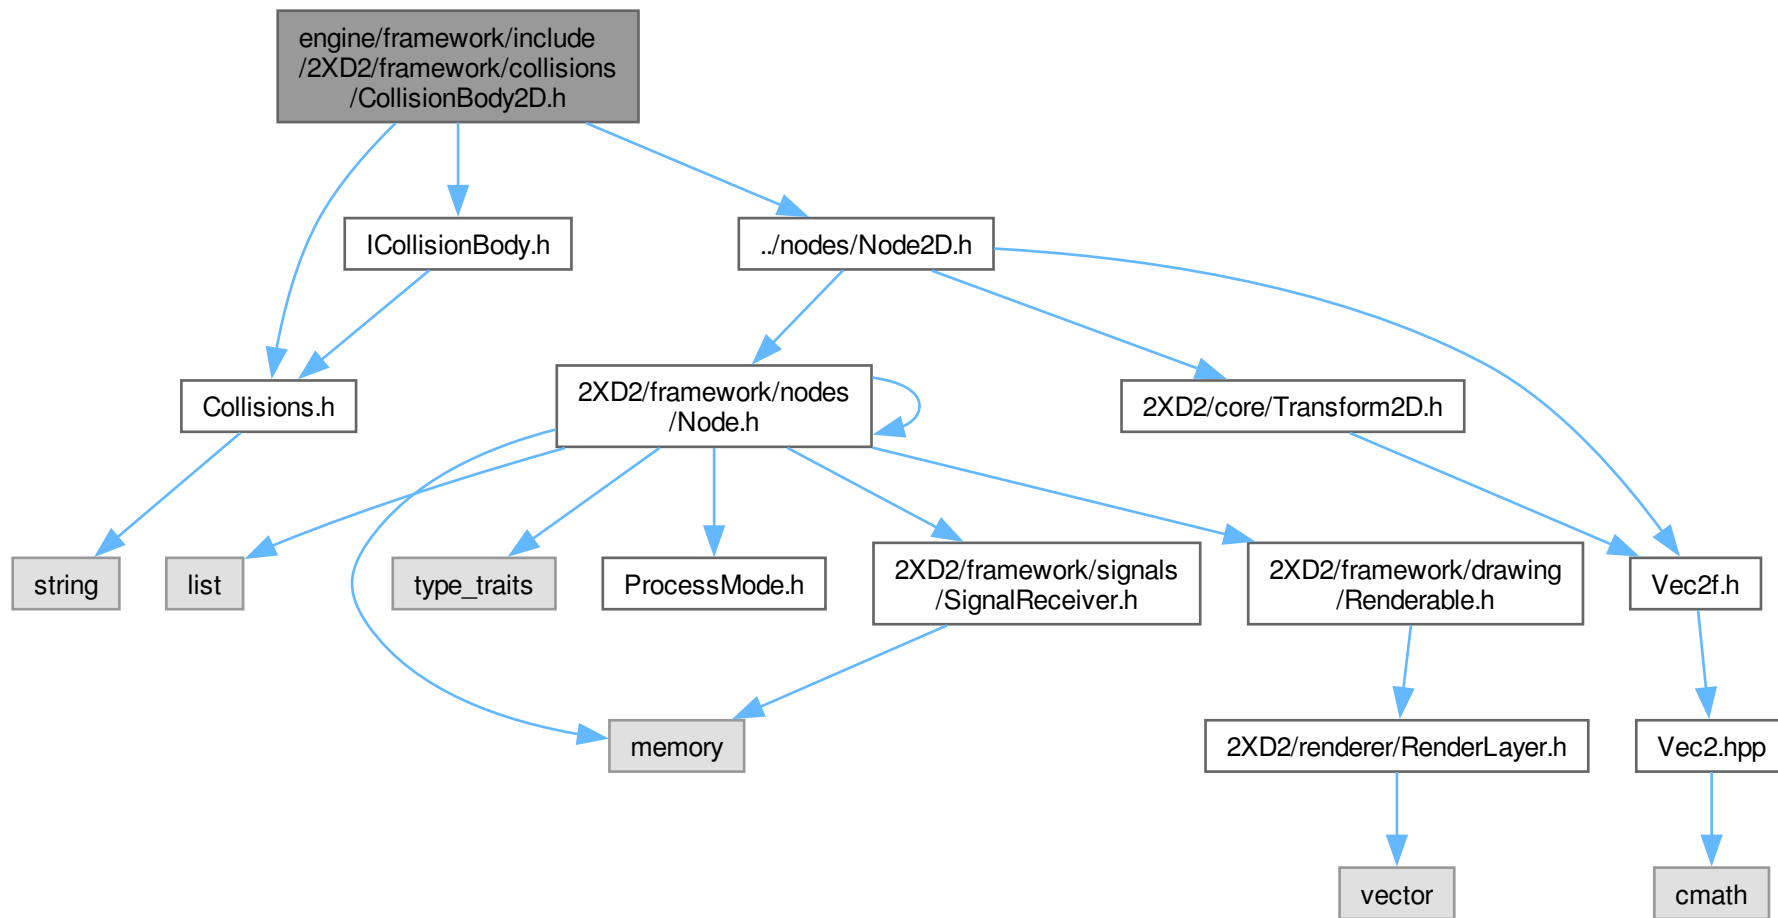 engine/framework/include
/2XD2/framework/collisions
/CollisionBody2D.h
ICollisionBody.h
../nodes/Node2D.h
Collisions.h
2XD2/framework/nodes
/Node.h
2XD2/core/Transform2D.h
string
list
type_traits
ProcessMode.h
2XD2/framework/signals
/SignalReceiver.h
2XD2/framework/drawing
/Renderable.h
Vec2f.h
memory
2XD2/renderer/RenderLayer.h
Vec2.hpp
vector
cmath